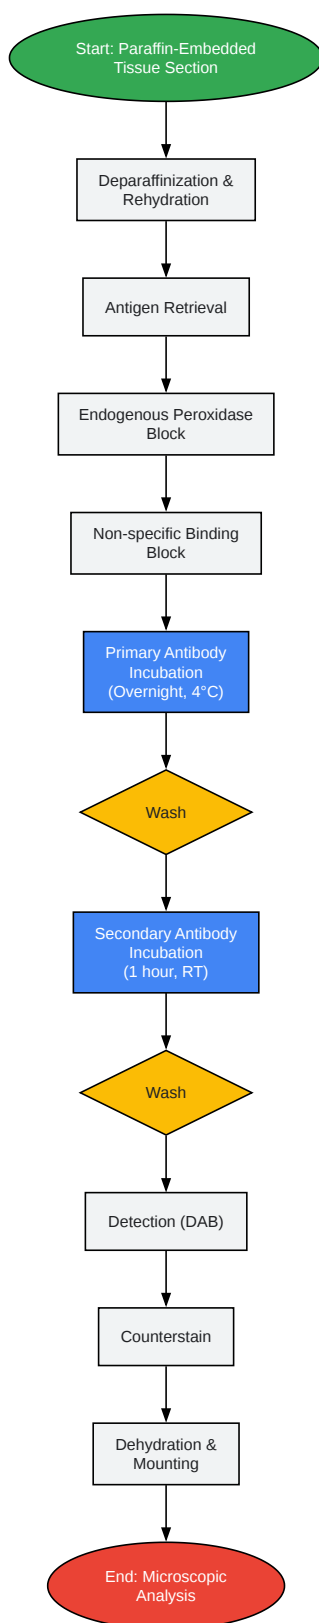 Start: Paraffin-Embedded
Tissue Section
Deparaffinization &
Rehydration
Antigen Retrieval
Endogenous Peroxidase
Block
Non-specific Binding
Block
Primary Antibody
Incubation
(Overnight, 4°C)
Wash
Secondary Antibody
Incubation
(1 hour, RT)
Wash
Detection (DAB)
Counterstain
Dehydration &
Mounting
End: Microscopic
Analysis